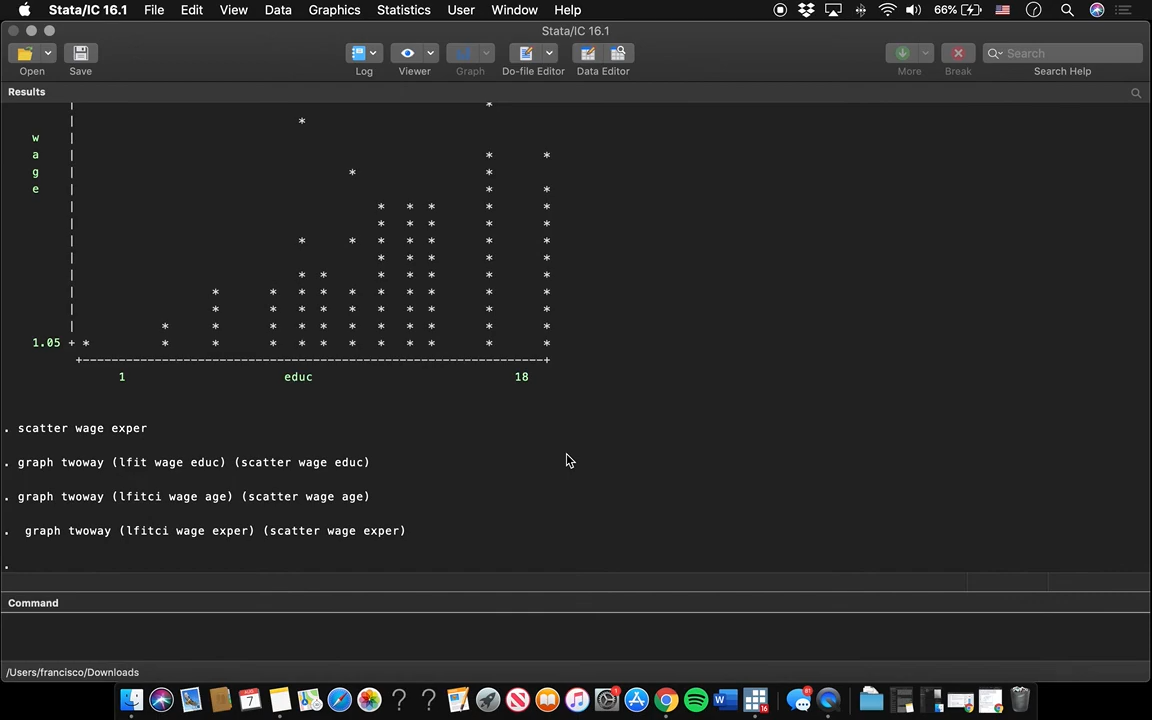 Stata/IC 16.1 File Edit View Data Graphics Statistics User Window Help 66%
Stata/IC 16.1
Open Save Log Viewer Graph Do-file Editor Data Editor More Break Search Search Help
Results
|
| *
w |
a | * *
g | * *
e | * *
| * * * * *
| * * * * *
| * * * * * * *
| * * * * *
| * * * * * * *
| * * * * * * * * * *
| * * * * * * * * * *
| * * * * * * * * * * *
1.05 + * * * * * * * * * * * *
+----------------------------------------------------------------+
1 educ 18
. scatter wage exper
. graph twoway (lfit wage educ) (scatter wage educ)
. graph twoway (lfitci wage age) (scatter wage age)
. graph twoway (lfitci wage exper) (scatter wage exper)
.
Command
/Users/francisco/Downloads